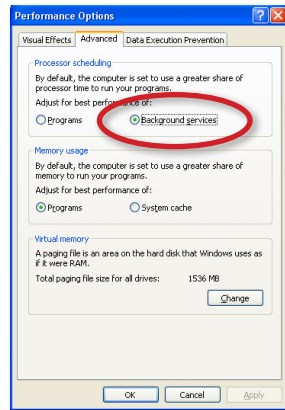 Performance Options
Visual Effects Advanced Data Execution Prevention
Processor scheduling
By default, the computer is set to use a greater share of
processor time to run your programs.
Adjust for best performance of:
Programs Background services
Memory usage
By default, the computer is set to use a greater share of
memory to run your programs.
Adjust for best performance of:
Programs System cache
Virtual memory
A paging file is an area on the hard disk that Windows uses as
if it were RAM.
Total paging file size for all drives: 1536 MB
Change
OK Cancel Apply